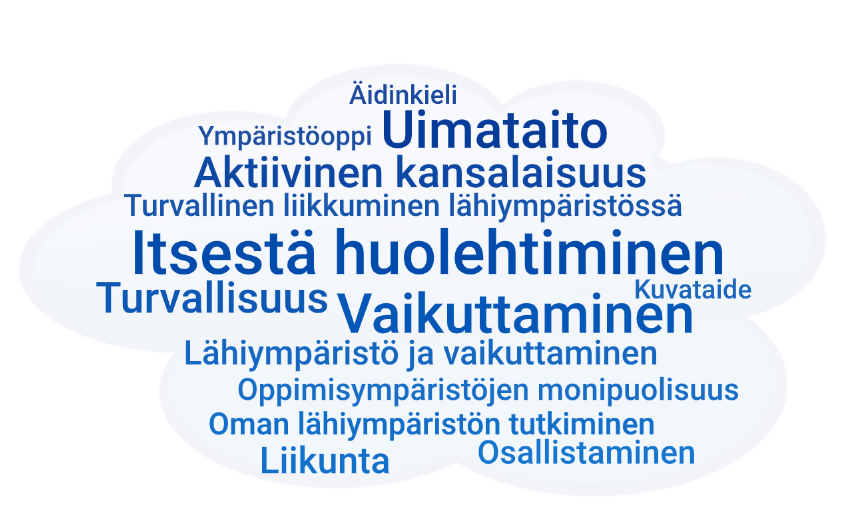 Äidinkieli
Ympäristöoppi Uimataito
Aktiivinen kansalaisuus
Turvallinen liikkuminen lähiympäristössä
Itsestä huolehtiminen
Turvallisuus Vaikuttaminen Kuvataide
Lähiympäristö ja vaikuttaminen
Oppimisympäristöjen monipuolisuus
Oman lähiympäristön tutkiminen
Liikunta Osallistaminen